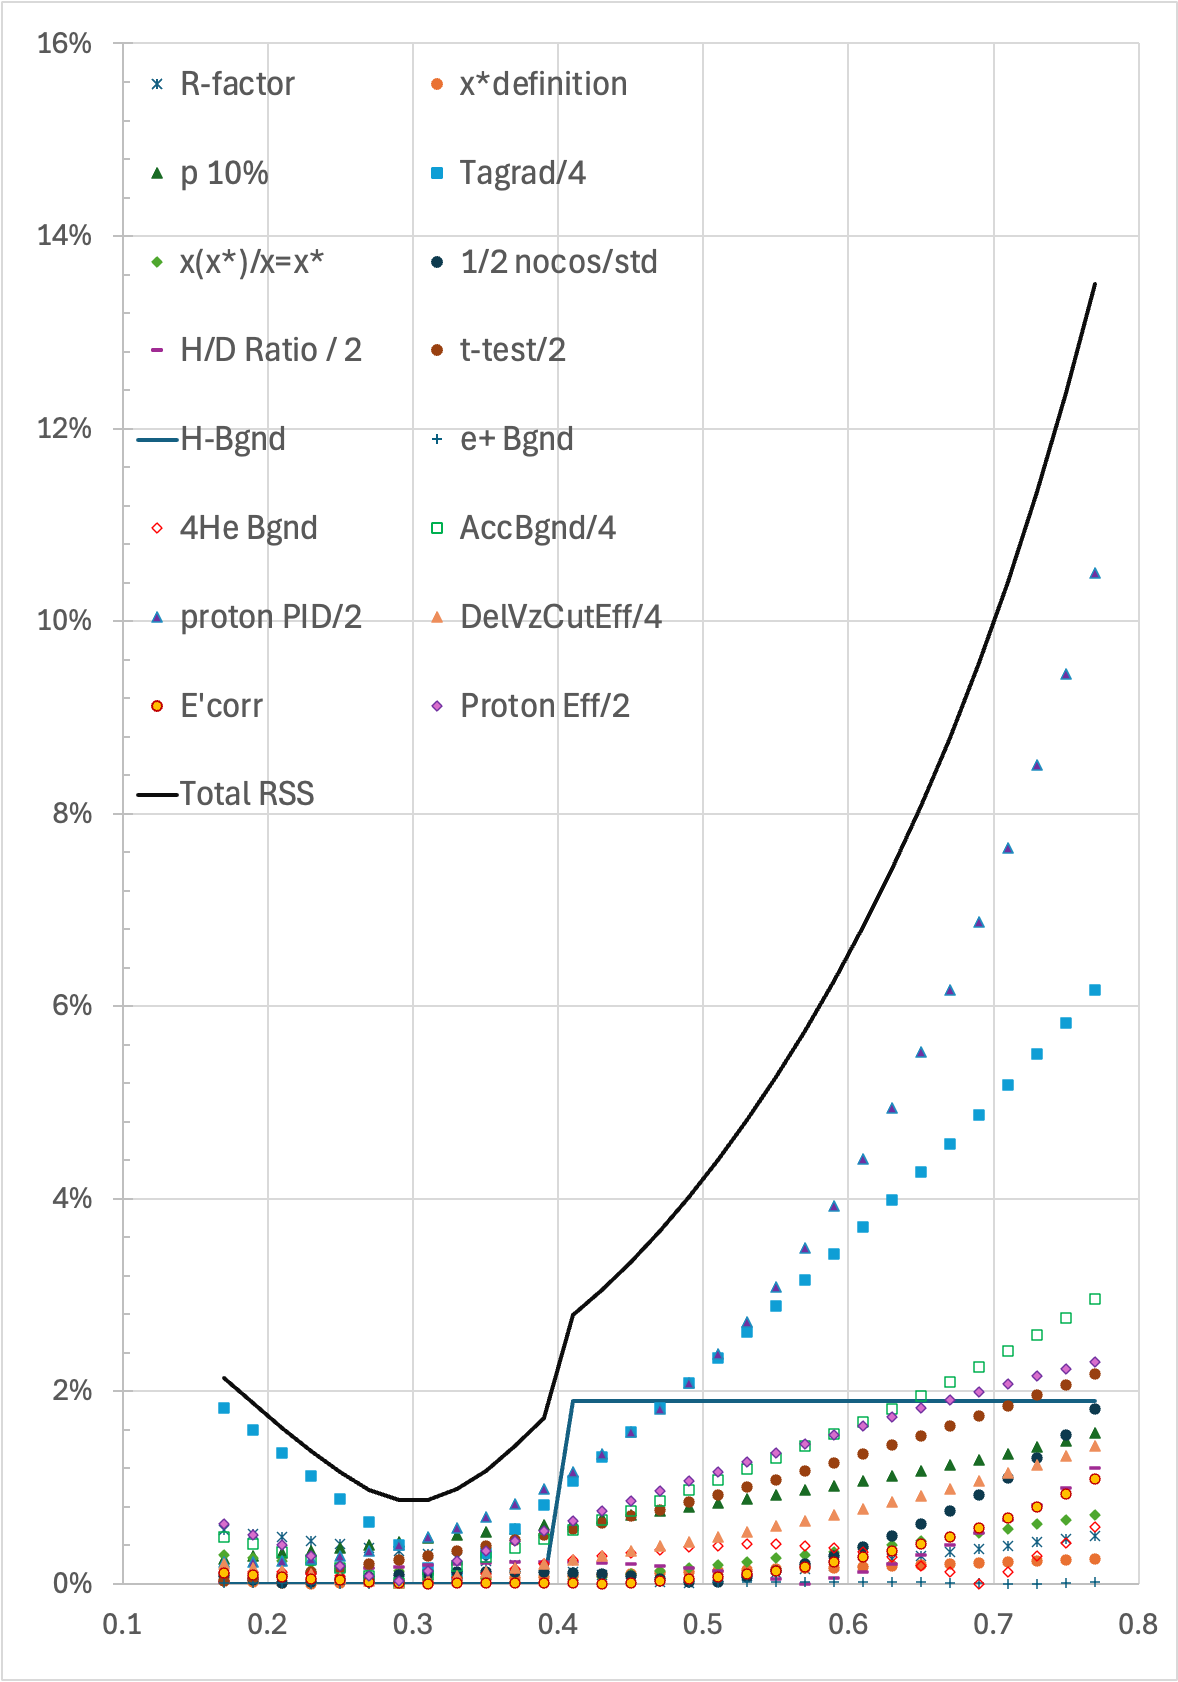 16%
R-factor x*definition
p 10% Tagrad/4
14%
x(x*)/x=x* 1/2 nocos/std
H/D Ratio / 2 t-test/2
12%
H-Bgnd e+ Bgnd
4He Bgnd AccBgnd/4
10%
proton PID/2 DelVzCutEff/4
E'corr Proton Eff/2
Total RSS
8%
6%
4%
2%
0%
0.1 0.2 0.3 0.4 0.5 0.6 0.7 0.8